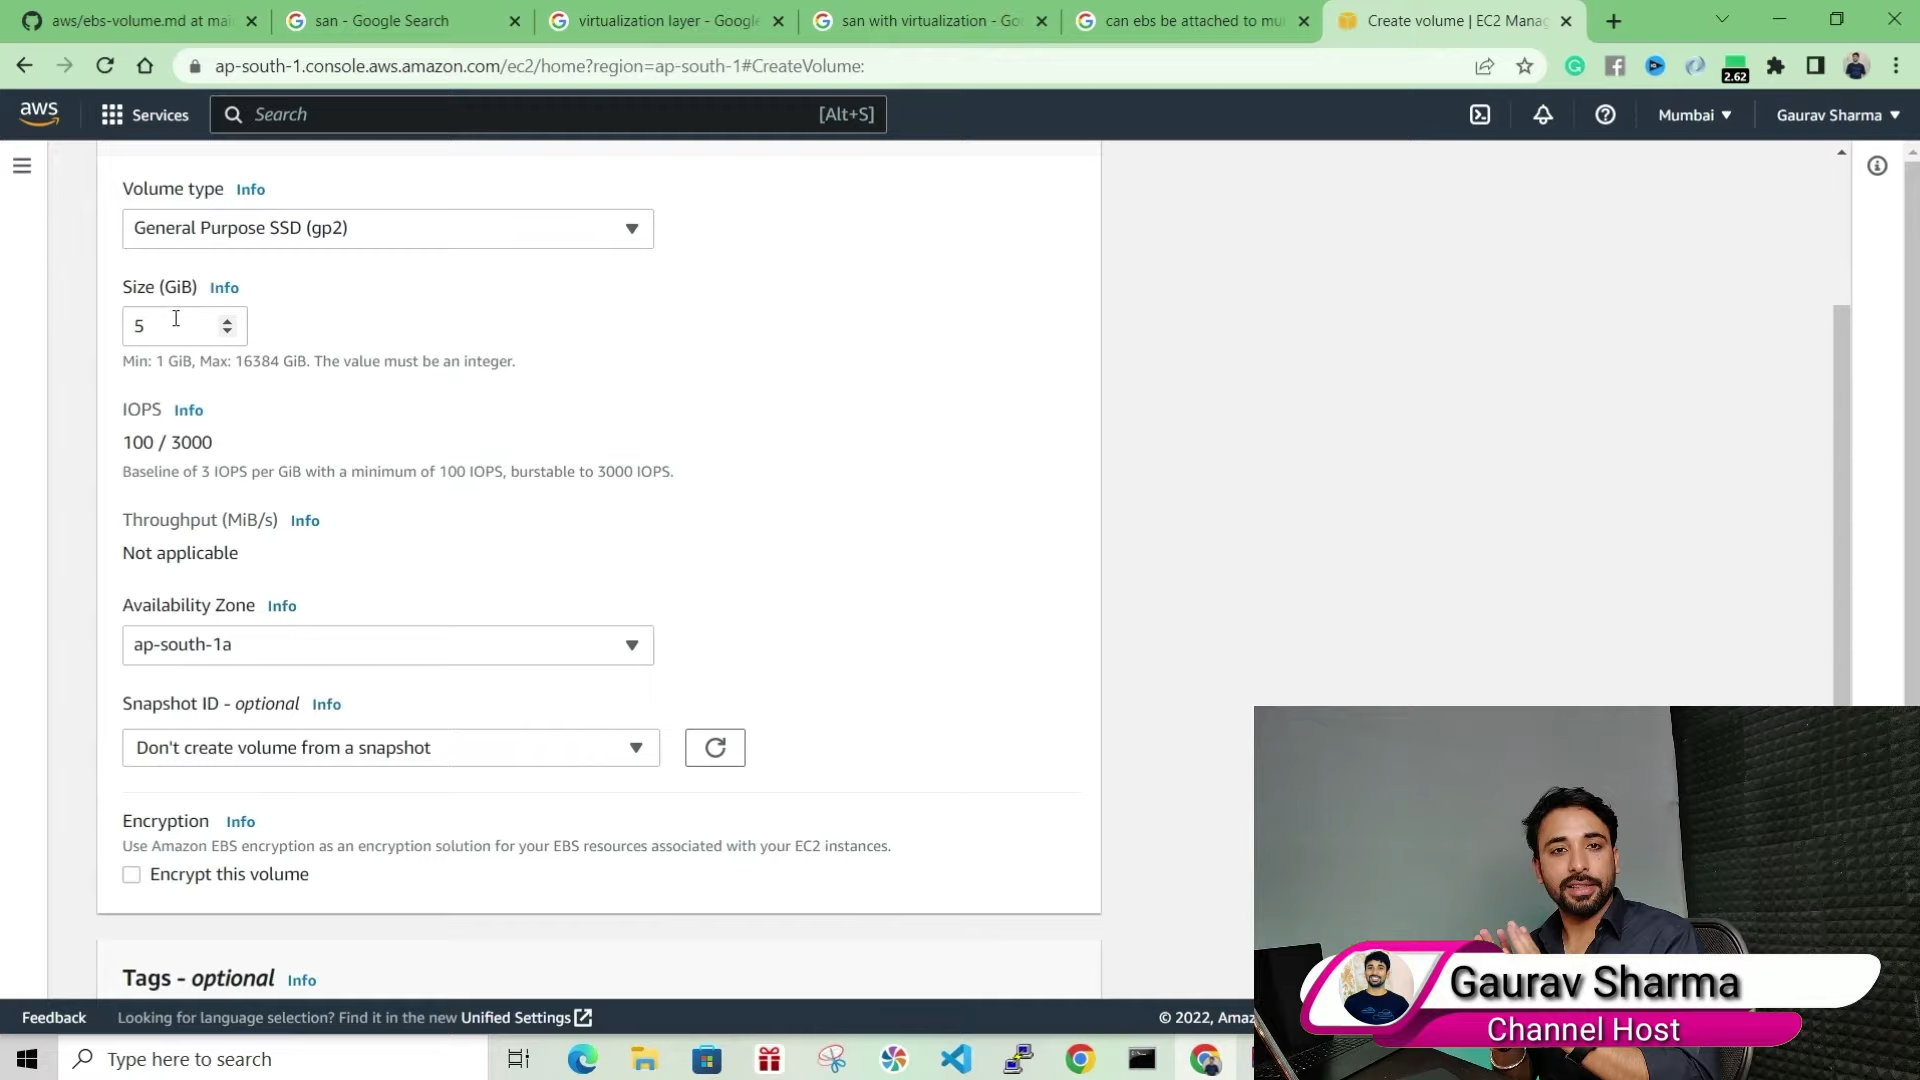 aws/ebs-volume.md at mai
san - Google Search
virtualization layer - Google
san with virtualization - Goo
can ebs be attached to mu
Create volume | EC2 Manag
ap-south-1.console.aws.amazon.com/ec2/home?region=ap-south-1#CreateVolume:
2.62
aws
Services
Search
[Alt+S]
Mumbai
Gaurav Sharma
Volume type Info
General Purpose SSD (gp2)
Size (GiB) Info
5
Min: 1 GiB, Max: 16384 GiB. The value must be an integer.
IOPS Info
100 / 3000
Baseline of 3 IOPS per GiB with a minimum of 100 IOPS, burstable to 3000 IOPS.
Throughput (MiB/s) Info
Not applicable
Availability Zone Info
ap-south-1a
Snapshot ID - optional Info
Don't create volume from a snapshot
Encryption Info
Use Amazon EBS encryption as an encryption solution for your EBS resources associated with your EC2 instances.
Encrypt this volume
Tags - optional Info
Feedback
Looking for language selection? Find it in the new Unified Settings
© 2022, Amaz
Gaurav Sharma
Channel Host
Type here to search